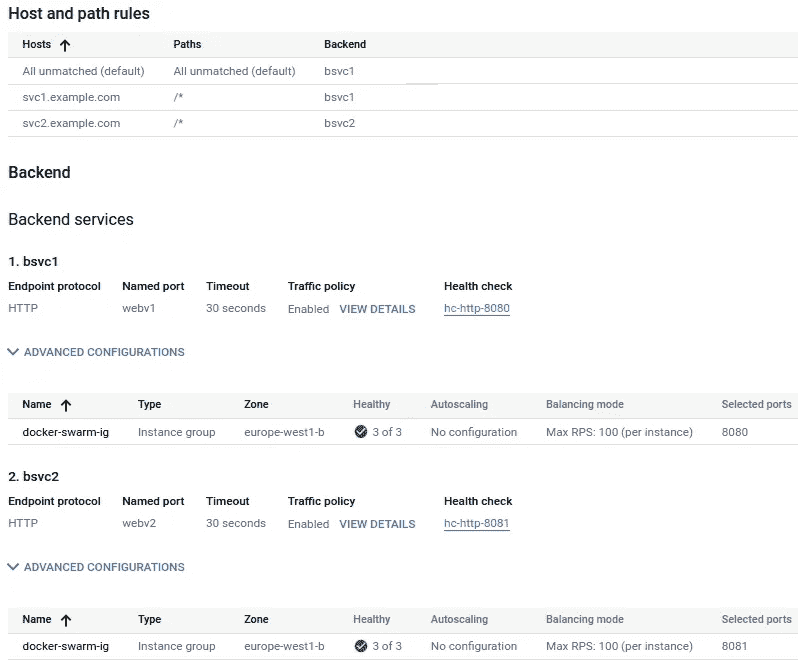 Host and path rules
Hosts Paths Backend
All unmatched (default) All unmatched (default) bsvc1
svc1.example.com /* bsvc1
svc2.example.com /* bsvc2
Backend
Backend services
1. bsvc1
Endpoint protocol Named port Timeout Traffic policy Health check
HTTP webv1 30 seconds Enabled VIEW DETAILS hc-http-8080
ADVANCED CONFIGURATIONS
Name Type Zone Healthy Autoscaling Balancing mode Selected ports
docker-swarm-ig Instance group europe-west1-b 3 of 3 No configuration Max RPS: 100 (per instance) 8080
2. bsvc2
Endpoint protocol Named port Timeout Traffic policy Health check
HTTP webv2 30 seconds Enabled VIEW DETAILS hc-http-8081
ADVANCED CONFIGURATIONS
Name Type Zone Healthy Autoscaling Balancing mode Selected ports
docker-swarm-ig Instance group europe-west1-b 3 of 3 No configuration Max RPS: 100 (per instance) 8081